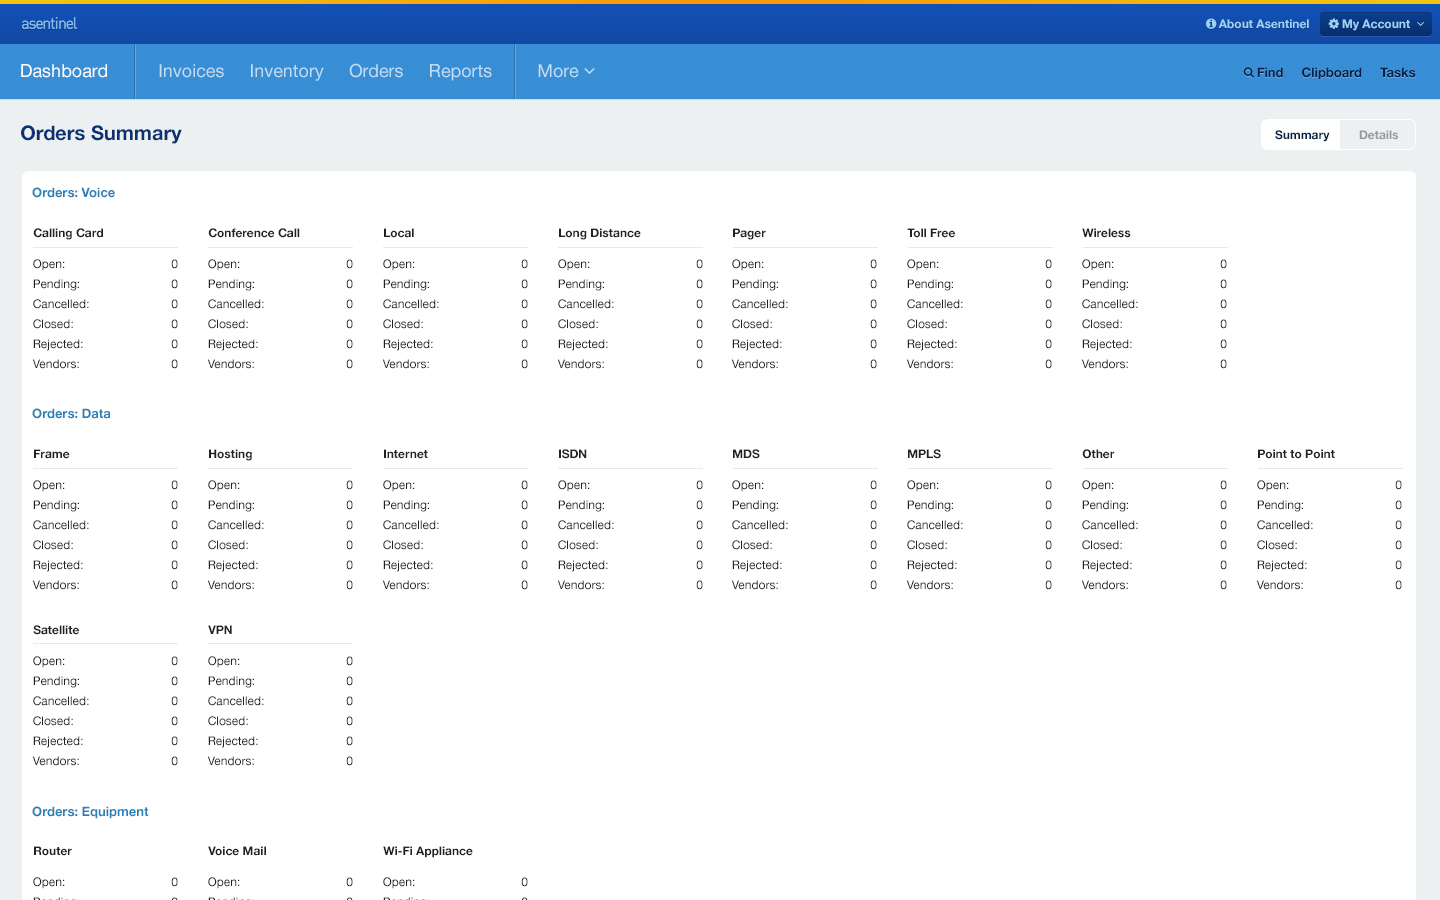 asentinel
About Asentinel My Account
Dashboard Invoices Inventory Orders Reports More Find Clipboard Tasks
Orders Summary Summary Details
Orders: Voice
Calling Card Conference Call Local Long Distance Pager Toll Free Wireless
Open: 0 Open: 0 Open: 0 Open: 0 Open: 0 Open: 0 Open: 0
Pending: 0 Pending: 0 Pending: 0 Pending: 0 Pending: 0 Pending: 0 Pending: 0
Cancelled: 0 Cancelled: 0 Cancelled: 0 Cancelled: 0 Cancelled: 0 Cancelled: 0 Cancelled: 0
Closed: 0 Closed: 0 Closed: 0 Closed: 0 Closed: 0 Closed: 0 Closed: 0
Rejected: 0 Rejected: 0 Rejected: 0 Rejected: 0 Rejected: 0 Rejected: 0 Rejected: 0
Vendors: 0 Vendors: 0 Vendors: 0 Vendors: 0 Vendors: 0 Vendors: 0 Vendors: 0
Orders: Data
Frame Hosting Internet ISDN MDS MPLS Other Point to Point
Open: 0 Open: 0 Open: 0 Open: 0 Open: 0 Open: 0 Open: 0 Open: 0
Pending: 0 Pending: 0 Pending: 0 Pending: 0 Pending: 0 Pending: 0 Pending: 0 Pending: 0
Cancelled: 0 Cancelled: 0 Cancelled: 0 Cancelled: 0 Cancelled: 0 Cancelled: 0 Cancelled: 0 Cancelled: 0
Closed: 0 Closed: 0 Closed: 0 Closed: 0 Closed: 0 Closed: 0 Closed: 0 Closed: 0
Rejected: 0 Rejected: 0 Rejected: 0 Rejected: 0 Rejected: 0 Rejected: 0 Rejected: 0 Rejected: 0
Vendors: 0 Vendors: 0 Vendors: 0 Vendors: 0 Vendors: 0 Vendors: 0 Vendors: 0 Vendors: 0
Satellite VPN
Open: 0 Open: 0
Pending: 0 Pending: 0
Cancelled: 0 Cancelled: 0
Closed: 0 Closed: 0
Rejected: 0 Rejected: 0
Vendors: 0 Vendors: 0
Orders: Equipment
Router Voice Mail Wi-Fi Appliance
Open: 0 Open: 0 Open: 0